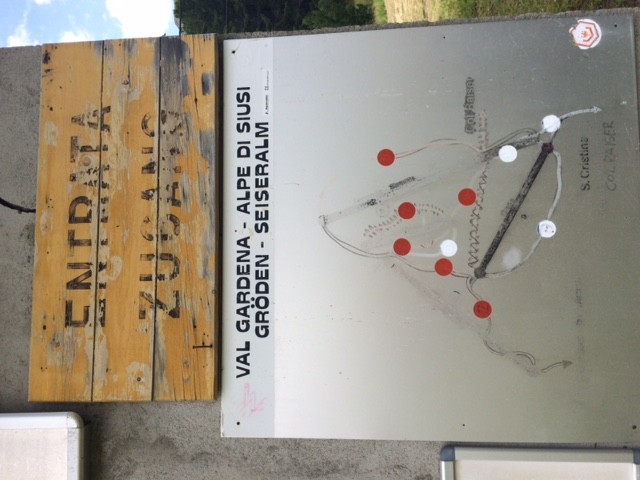 ENTRATA
ZUGANG
VAL GARDENA - ALPE DI SIUSI
GRÖDEN - SEISERALM
S. Cristina
COL RAISER